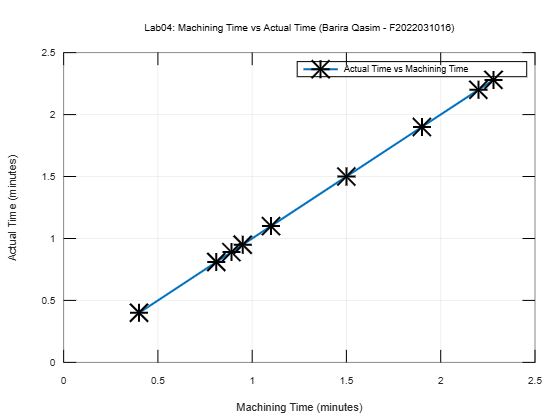 Lab04: Machining Time vs Actual Time (Barira Qasim - F2022031016)
Actual Time vs Machining Time
2.5
2
1.5
1
0.5
0
Actual Time (minutes)
0 0.5 1 1.5 2 2.5
Machining Time (minutes)